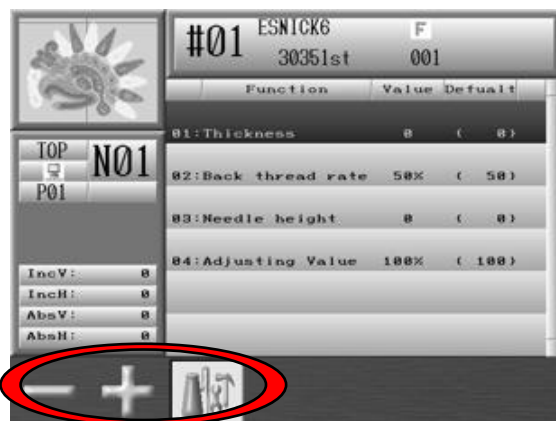 #01 ESNICK6 F
30351st 001
Function Value Defualt
01:Thickness 0 ( 0)
02:Back thread rate 50% ( 50)
03:Needle height 0 ( 0)
04:Adjusting Value 100% ( 100)
TOP N01
P01
IncV: 0
IncH: 0
AbsV: 0
AbsH: 0